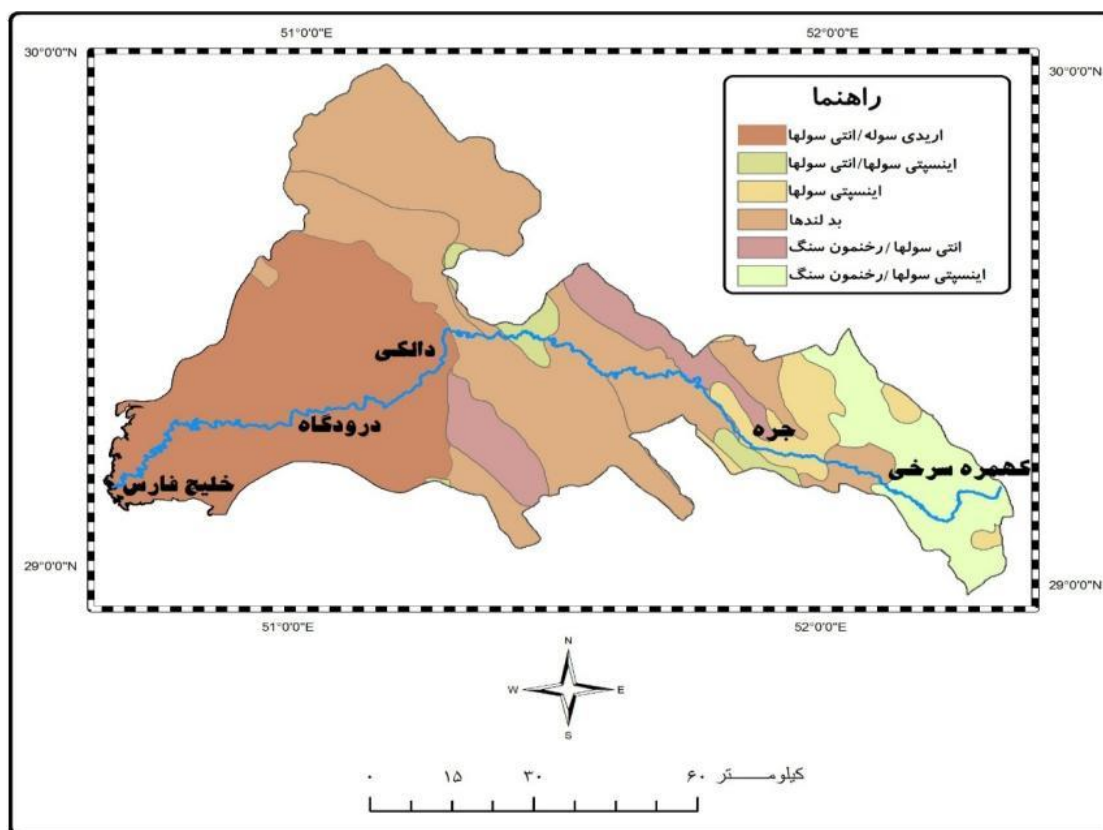 51°0'0"E
52°0'0"E
30°0'0"N
30°0'0"N
راهنما
اریدی سوله/انتی سولها
اینسپتی سولها/انتی سولها
اینسپتی سولها
بد لندها
انتی سولها/رخنمون سنگ
اینسپتی سولها/رخنمون سنگ
دالکی
درودگاه
جره
کهمره سرخی
خلیج فارس
29°0'0"N
29°0'0"N
51°0'0"E
52°0'0"E
N
W
E
S
۰ ۱۵ ۳۰ ۶۰ کیلومتر